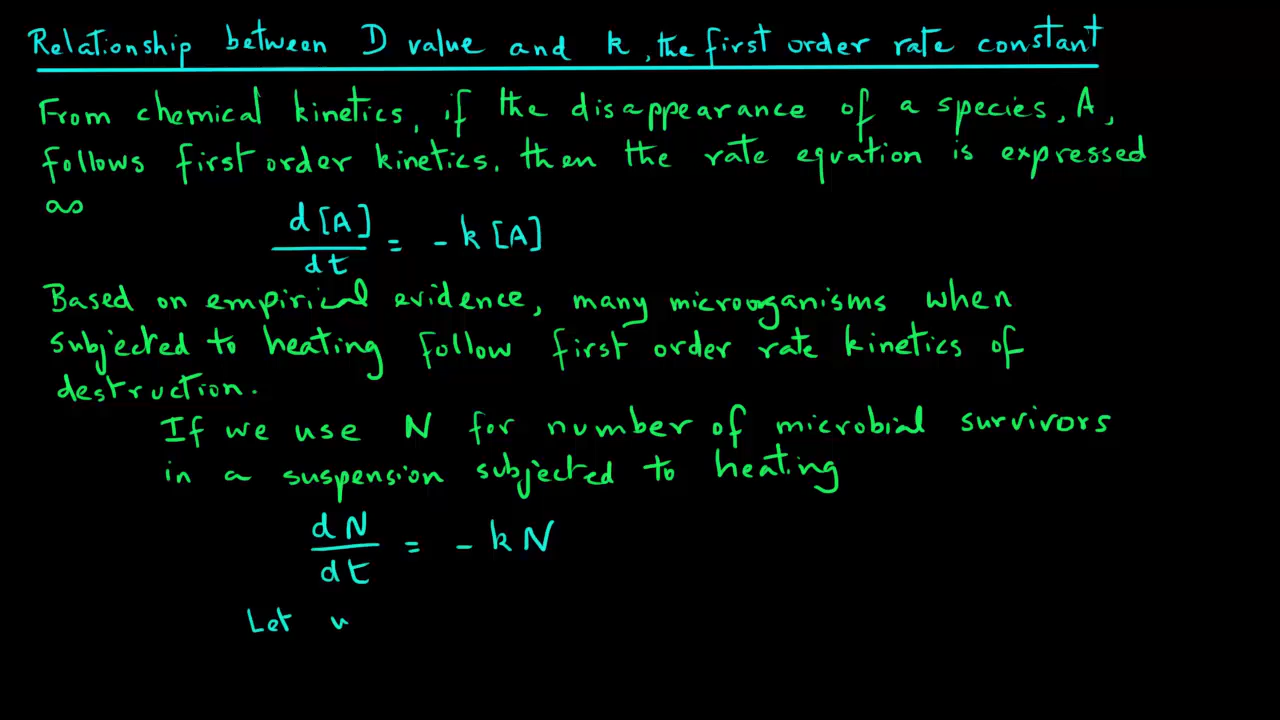 Relationship between D value and k, the first order rate constant
From chemical kinetics, if the disappearance of a species, A,
follows first order kinetics, then the rate equation is expressed
as
d[A]/dt = - k [A]
Based on empirical evidence, many microorganisms when
subjected to heating follow first order rate kinetics of
destruction.
If we use N for number of microbial survivors
in a suspension subjected to heating
dN/dt = - k N
Let u